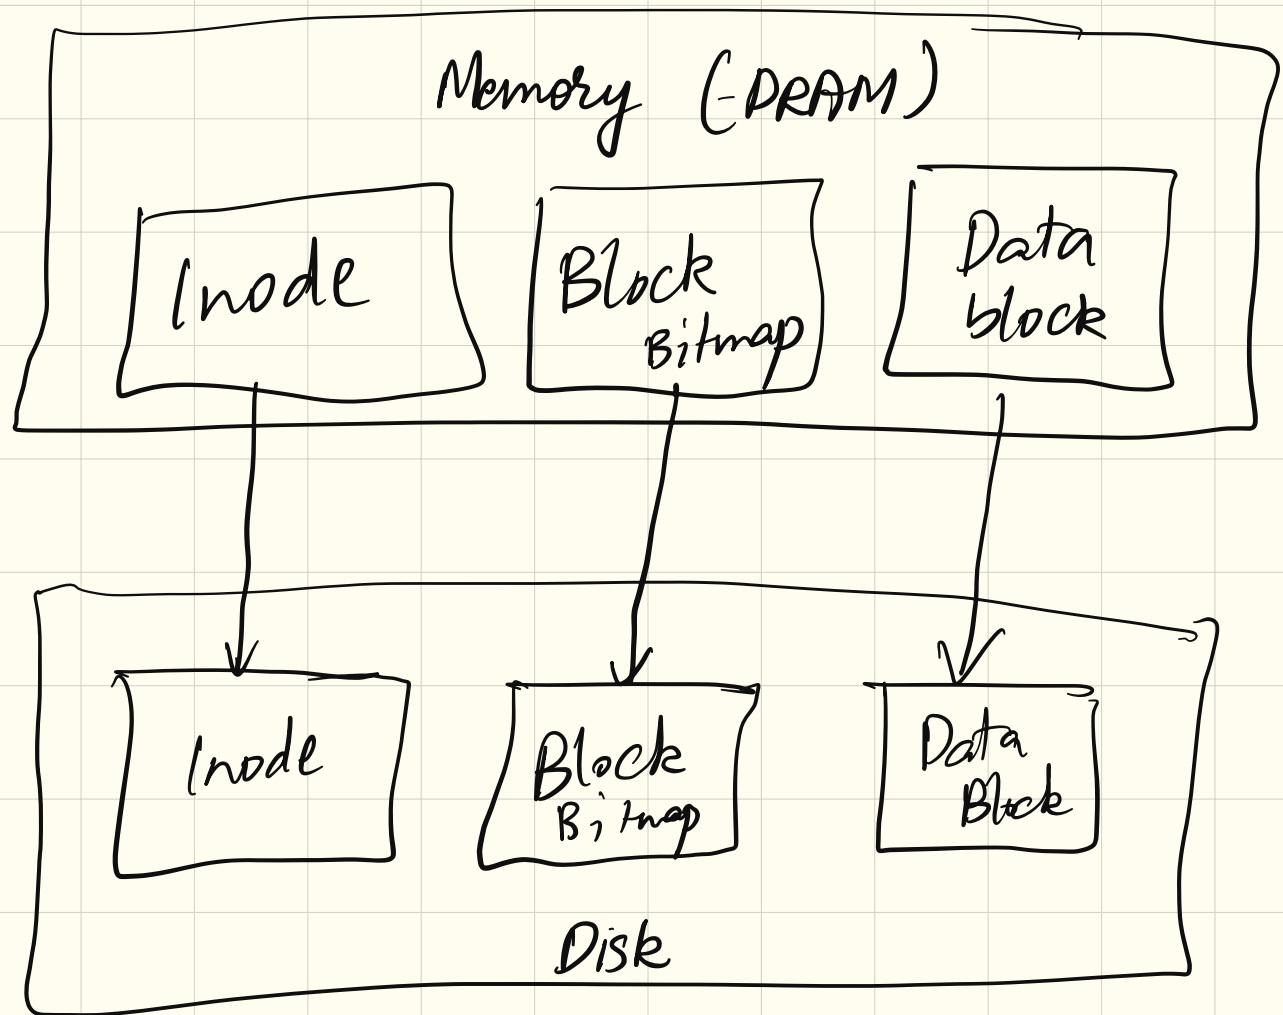 Memory (DRAM)
Inode
Block
Bitmap
Data
block
Inode
Block
Bitmap
Data
Block
Disk